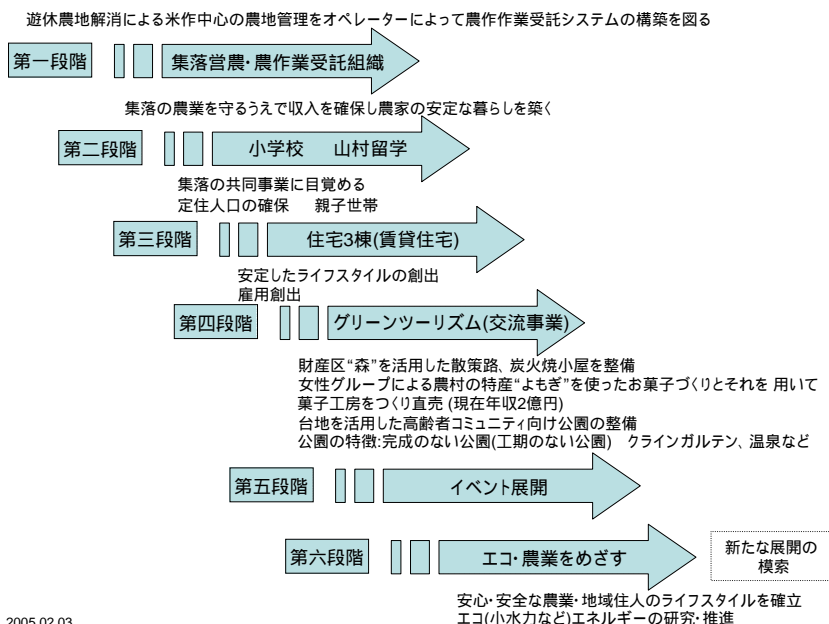 遊休農地解消による米作中心の農地管理をオペレーターによって農作作業受託システムの構築を図る
第一段階
集落営農・農作業受託組織
集落の農業を守るうえで収入を確保し農家の安定な暮らしを築く
第二段階
小学校 山村留学
集落の共同事業に目覚める
定住人口の確保 親子世帯
第三段階
住宅3棟(賃貸住宅)
安定したライフスタイルの創出
雇用創出
第四段階
グリーンツーリズム(交流事業)
財産区“森”を活用した散策路、炭火焼小屋を整備
女性グループによる農村の特産“よもぎ”を使ったお菓子づくりとそれを 用いて
菓子工房をつくり直売 (現在年収2億円)
台地を活用した高齢者コミュニティ向け公園の整備
公園の特徴:完成のない公園(工期のない公園) クラインガルテン、温泉など
第五段階
イベント展開
第六段階
エコ・農業をめざす
新たな展開の
模索
安心・安全な農業・地域住人のライフスタイルを確立
エコ(小水力など)エネルギーの研究・推進
2005.02.03